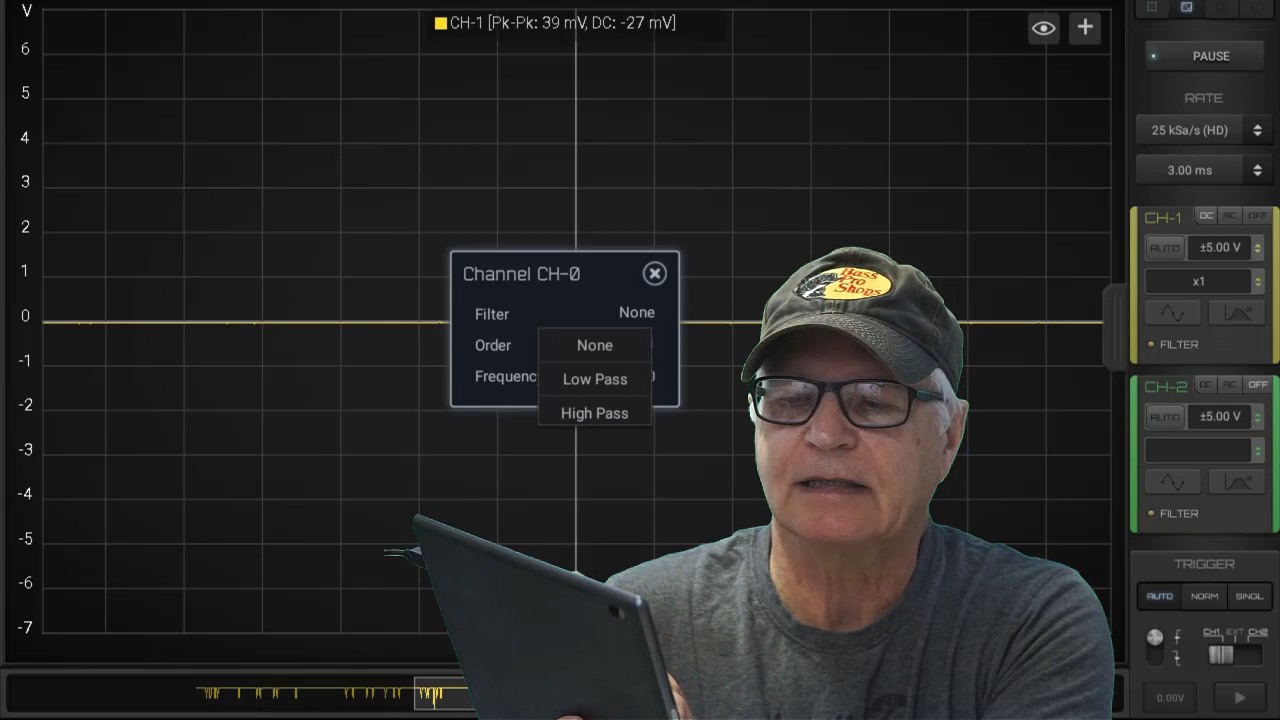 V
CH-1 [Pk-Pk: 39 mV, DC: -27 mV]
6
5
4
3
2
1
0
-1
-2
-3
-4
-5
-6
-7
Channel CH-0
Filter None
Order
Frequenc
None
Low Pass
High Pass
Bass
Pro
Shops
PAUSE
RATE
25 kSa/s (HD)
3.00 ms
CH-1 DC AC OFF
AUTO ±5.00 V
x1
FILTER
CH-2 DC AC OFF
AUTO ±5.00 V
FILTER
TRIGGER
AUTO NORM SINGL
CH1 EXT CH2
0.00V